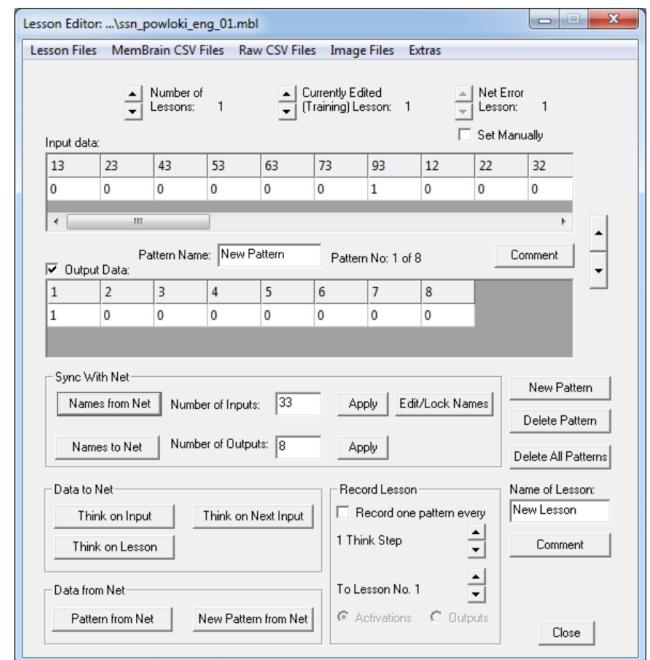 Lesson Editor: ...\ssn_powloki_eng_01.mbl
Lesson Files MemBrain CSV Files Raw CSV Files Image Files Extras
Number of Lessons: 1
Currently Edited (Training) Lesson: 1
Net Error Lesson: 1
Set Manually
Input data:
13 23 43 53 63 73 93 12 22 32
0 0 0 0 0 0 1 0 0 0
Pattern Name: New Pattern Pattern No: 1 of 8 Comment
Output Data:
1 2 3 4 5 6 7 8
1 0 0 0 0 0 0 0
Sync With Net
Names from Net Number of Inputs: 33 Apply Edit/Lock Names
Names to Net Number of Outputs: 8 Apply
New Pattern
Delete Pattern
Delete All Patterns
Data to Net
Think on Input Think on Next Input
Think on Lesson
Record Lesson
Record one pattern every
1 Think Step
To Lesson No. 1
Activations Outputs
Name of Lesson:
New Lesson
Comment
Data from Net
Pattern from Net New Pattern from Net
Close